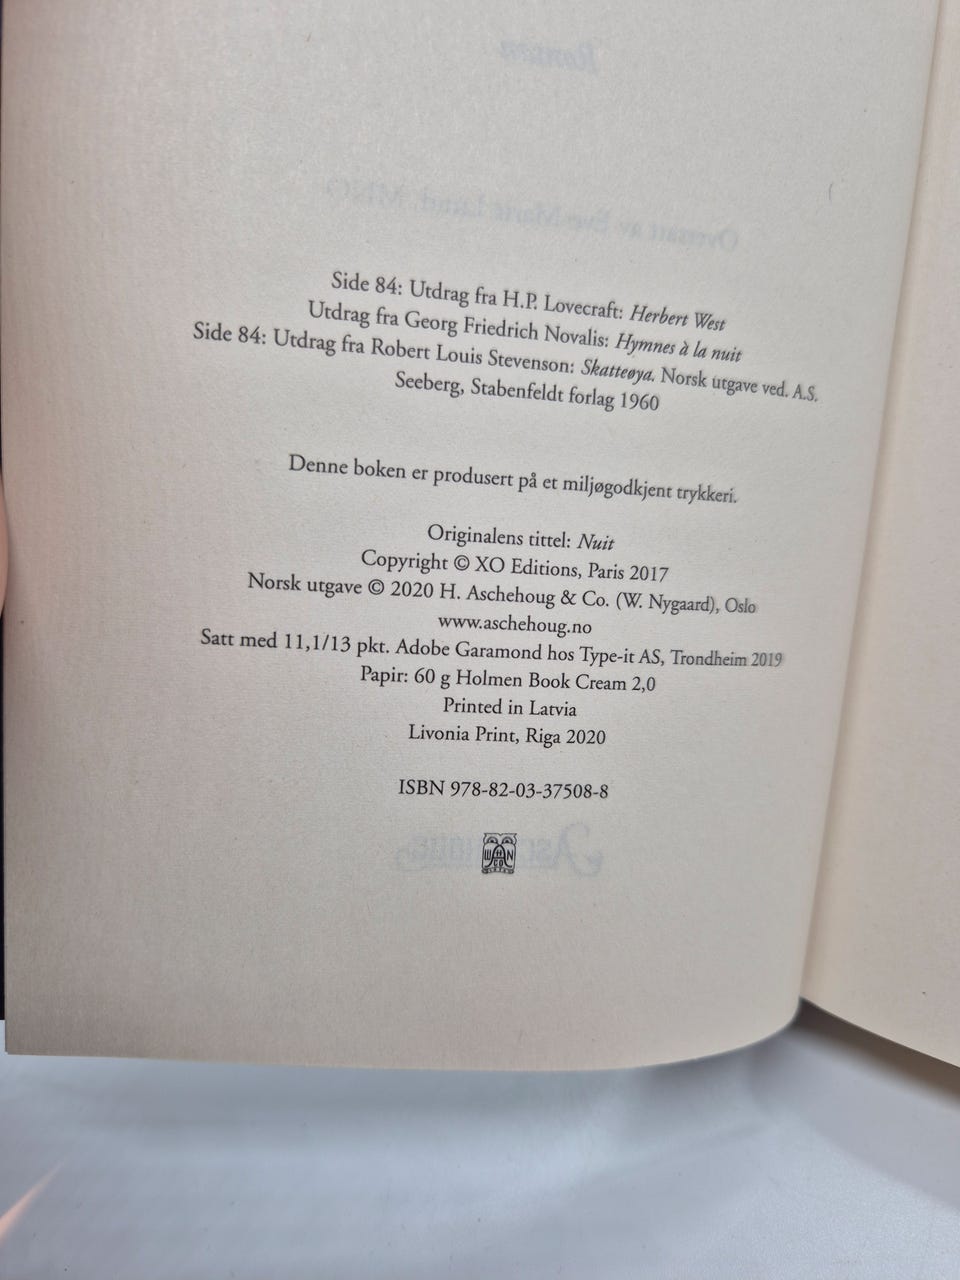 Side 84: Utdrag fra H.P. Lovecraft: Herbert West
Utdrag fra Georg Friedrich Novalis: Hymnes à la nuit
Side 84: Utdrag fra Robert Louis Stevenson: Skatteøya. Norsk utgave ved. A.S.
Seeberg, Stabenfeldt forlag 1960
Denne boken er produsert på et miljøgodkjent trykkeri.
Originalens tittel: Nuit
Copyright © XO Editions, Paris 2017
Norsk utgave © 2020 H. Aschehoug & Co. (W. Nygaard), Oslo
www.aschehoug.no
Satt med 11,1/13 pkt. Adobe Garamond hos Type-it AS, Trondheim 2019
Papir: 60 g Holmen Book Cream 2,0
Printed in Latvia
Livonia Print, Riga 2020
ISBN 978-82-03-37508-8